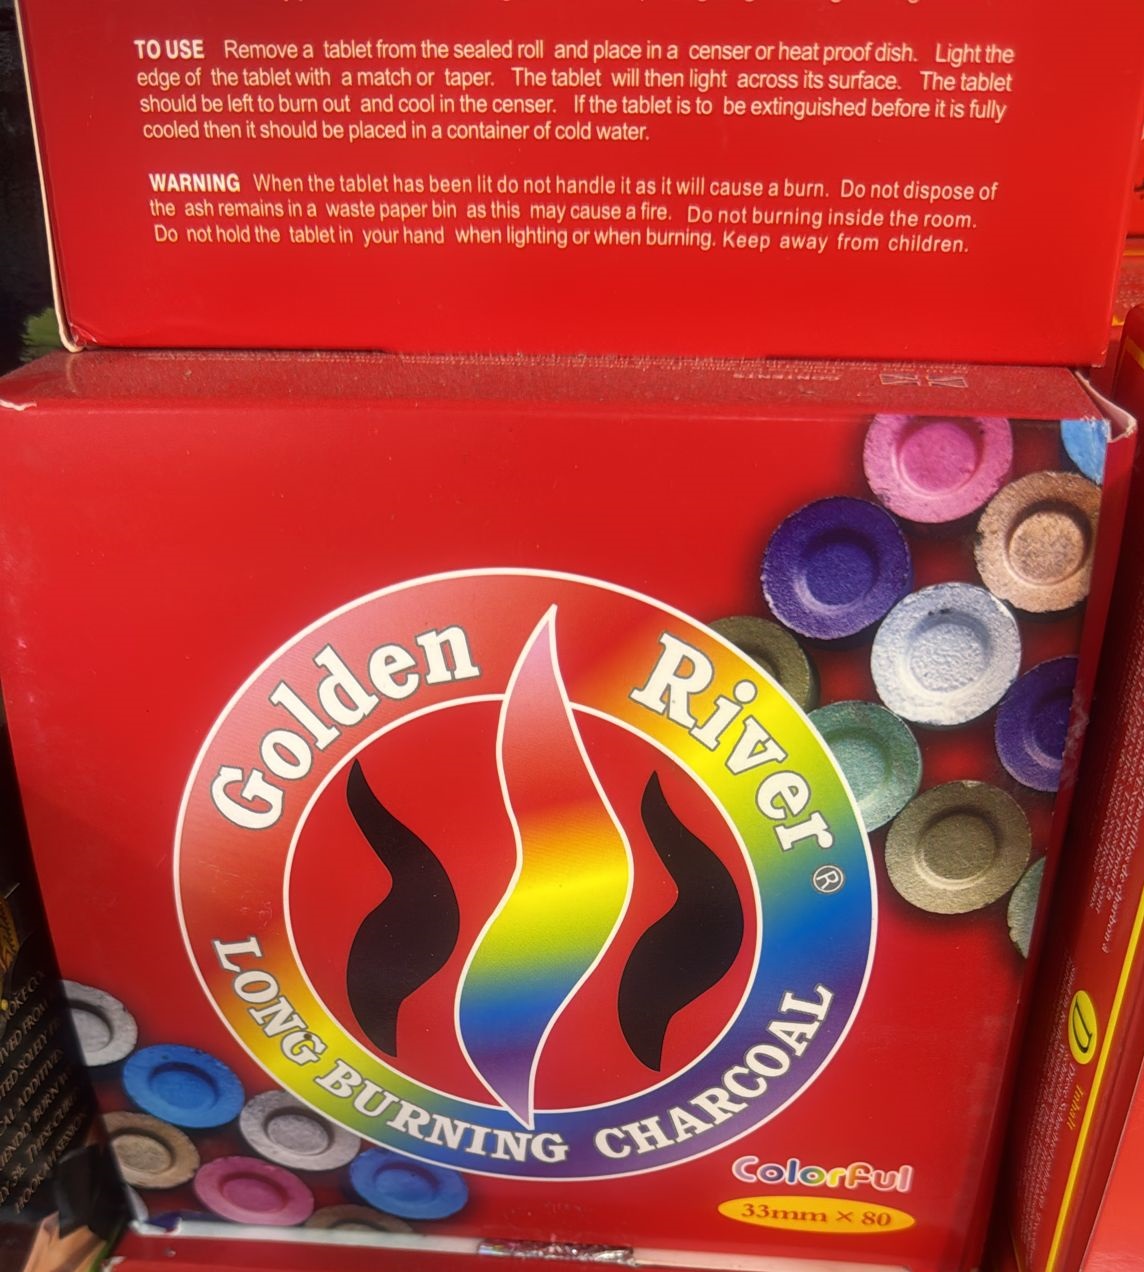 TO USE Remove a tablet from the sealed roll and place in a censer or heat proof dish. Light the
edge of the tablet with a match or taper. The tablet will then light across its surface. The tablet
should be left to burn out and cool in the censer. If the tablet is to be extinguished before it is fully
cooled then it should be placed in a container of cold water.
WARNING When the tablet has been lit do not handle it as it will cause a burn. Do not dispose of
the ash remains in a waste paper bin as this may cause a fire. Do not burning inside the room.
Do not hold the tablet in your hand when lighting or when burning. Keep away from children.
Golden River ®
LONG BURNING CHARCOAL
Colorful
33mm × 80